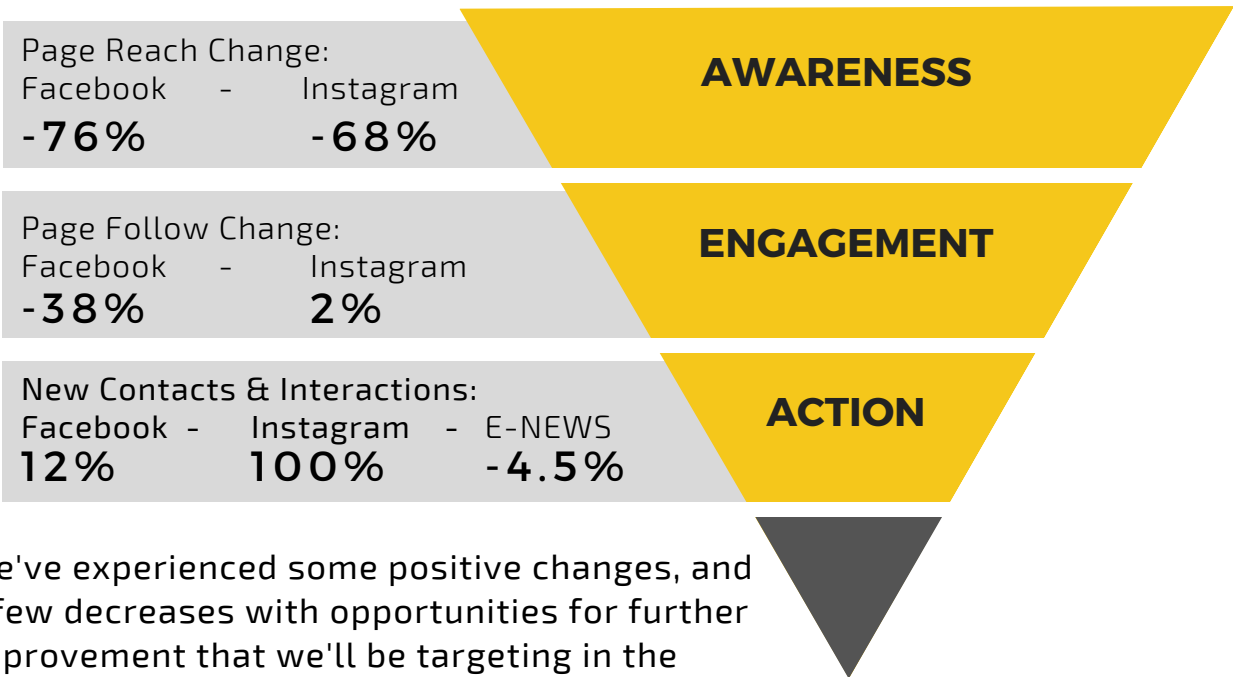 Page Reach Change:
AWARENESS
Facebook - Instagram
-76% -68%
Page Follow Change:
ENGAGEMENT
Facebook - Instagram
-38% 2%
New Contacts & Interactions:
ACTION
Facebook - Instagram - E-NEWS
12% 100% -4.5%
e've experienced some positive changes, and
few decreases with opportunities for further
provement that we'll be targeting in the